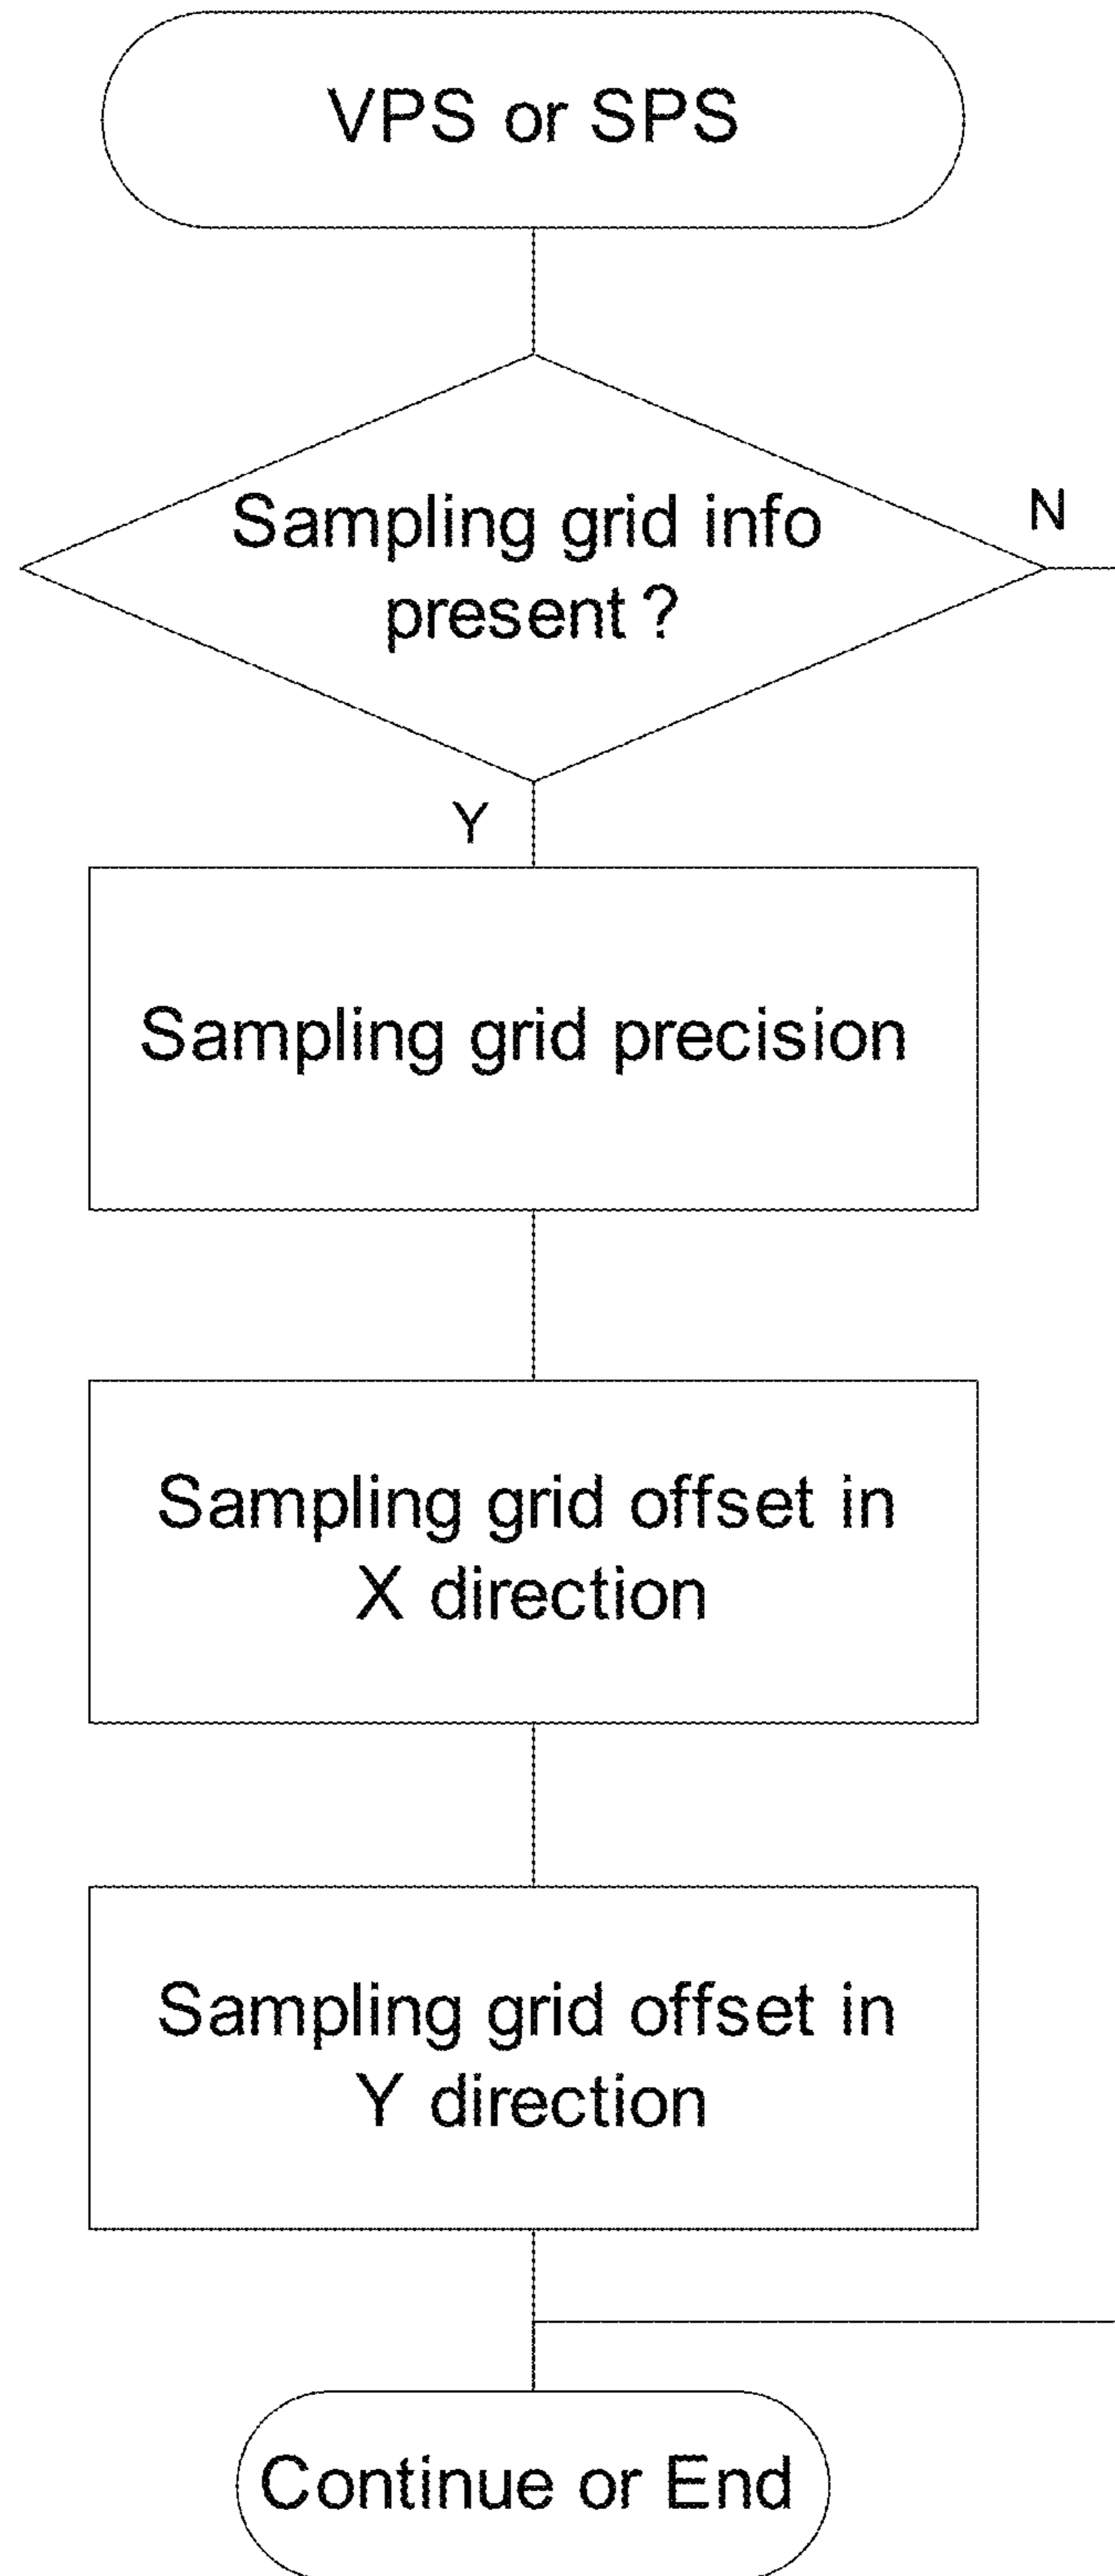 VPS or SPS
Sampling grid info
present ?
N
Y
Sampling grid precision
Sampling grid offset in
X direction
Sampling grid offset in
Y direction
Continue or End